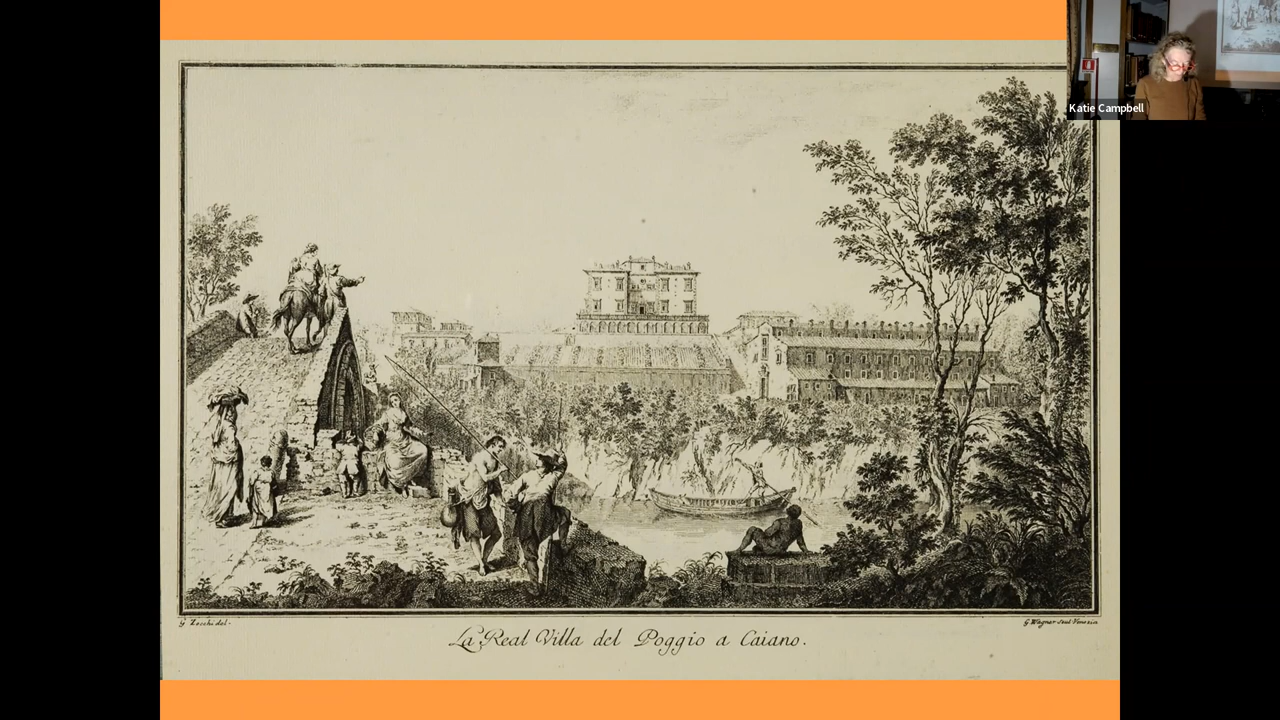 Katie Campbell
G. Zocchi del.
G. Wagner scul. Venezia
La Real Villa del Poggio a Caiano.